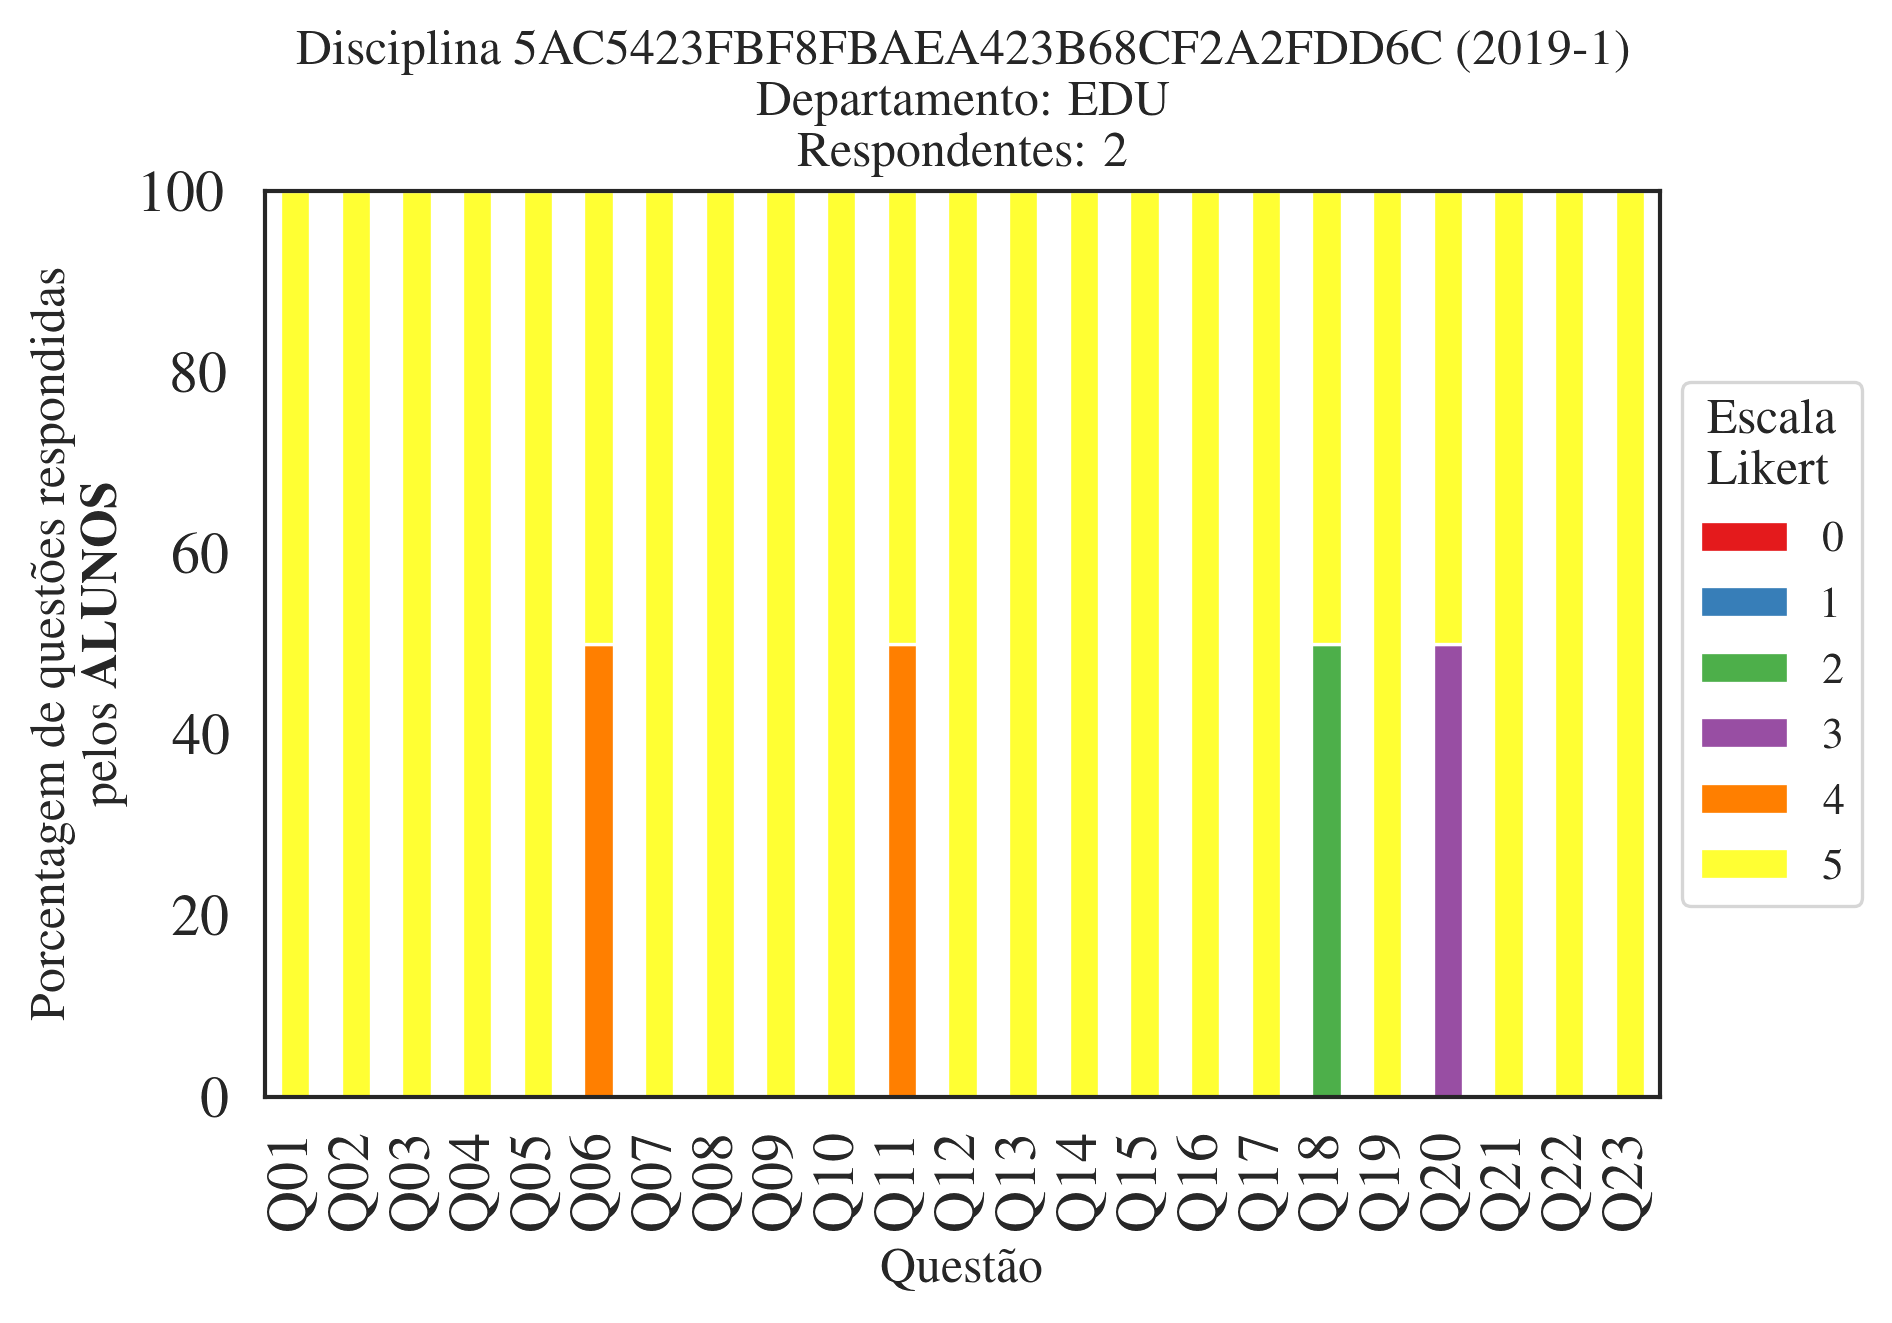 Disciplina 5AC5423FBF8FBAEA423B68CF2A2FDD6C (2019-1)
Departamento: EDU
Respondentes: 2
Porcentagem de questões respondidas
pelos ALUNOS
100
80
60
40
20
0
Q01
Q02
Q03
Q04
Q05
Q06
Q07
Q08
Q09
Q10
Q11
Q12
Q13
Q14
Q15
Q16
Q17
Q18
Q19
Q20
Q21
Q22
Q23
Questão
Escala
Likert
0
1
2
3
4
5